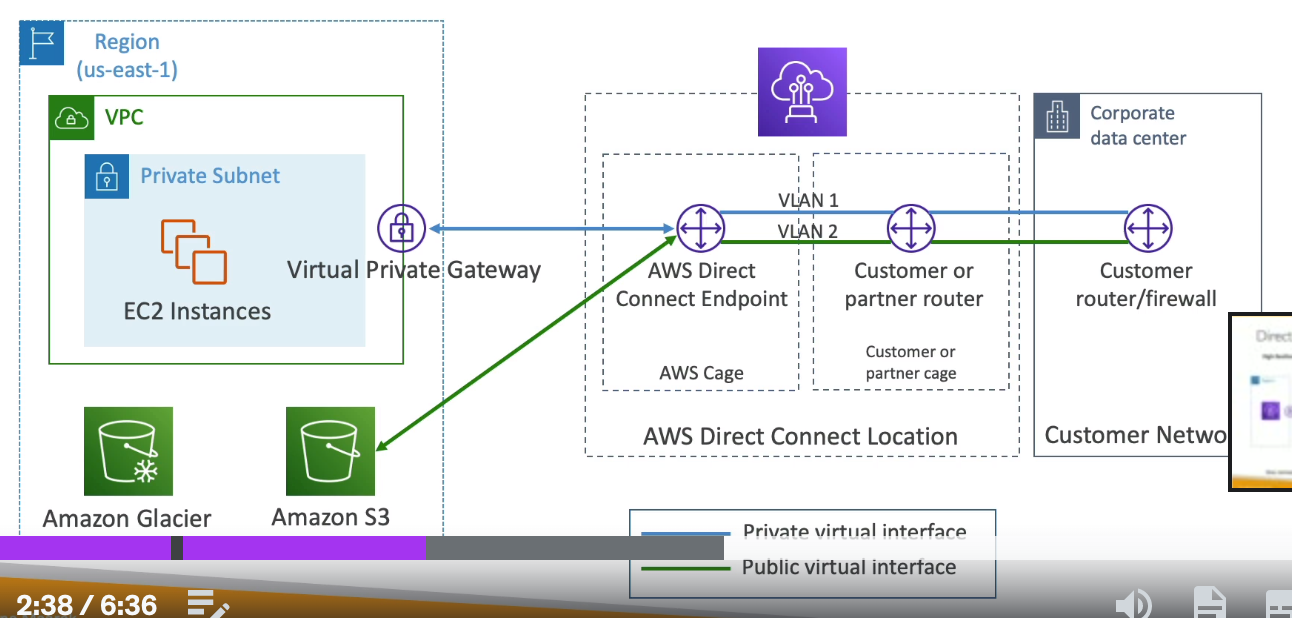 Region
(us-east-1)
VPC
Private Subnet
EC2 Instances
Virtual Private Gateway
Amazon Glacier
Amazon S3
VLAN 1
VLAN 2
AWS Direct
Connect Endpoint
AWS Cage
Customer or
partner router
Customer or
partner cage
AWS Direct Connect Location
Corporate
data center
Customer
router/firewall
Customer Netwo
Direct
Private virtual interface
Public virtual interface
2:38 / 6:36